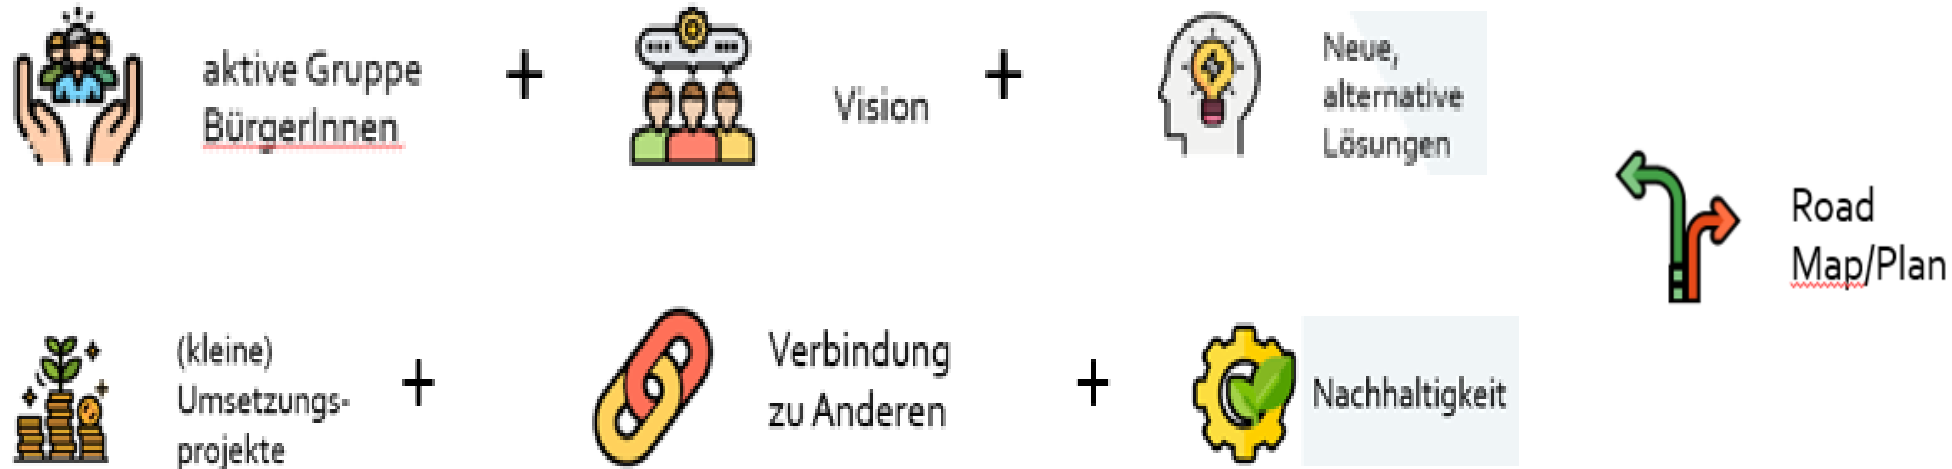 aktive Gruppe
BürgerInnen
+
Vision
+
Neue,
alternative
Lösungen
Road
Map/Plan
(kleine)
Umsetzungs-
projekte
+
Verbindung
zu Anderen
+
Nachhaltigkeit